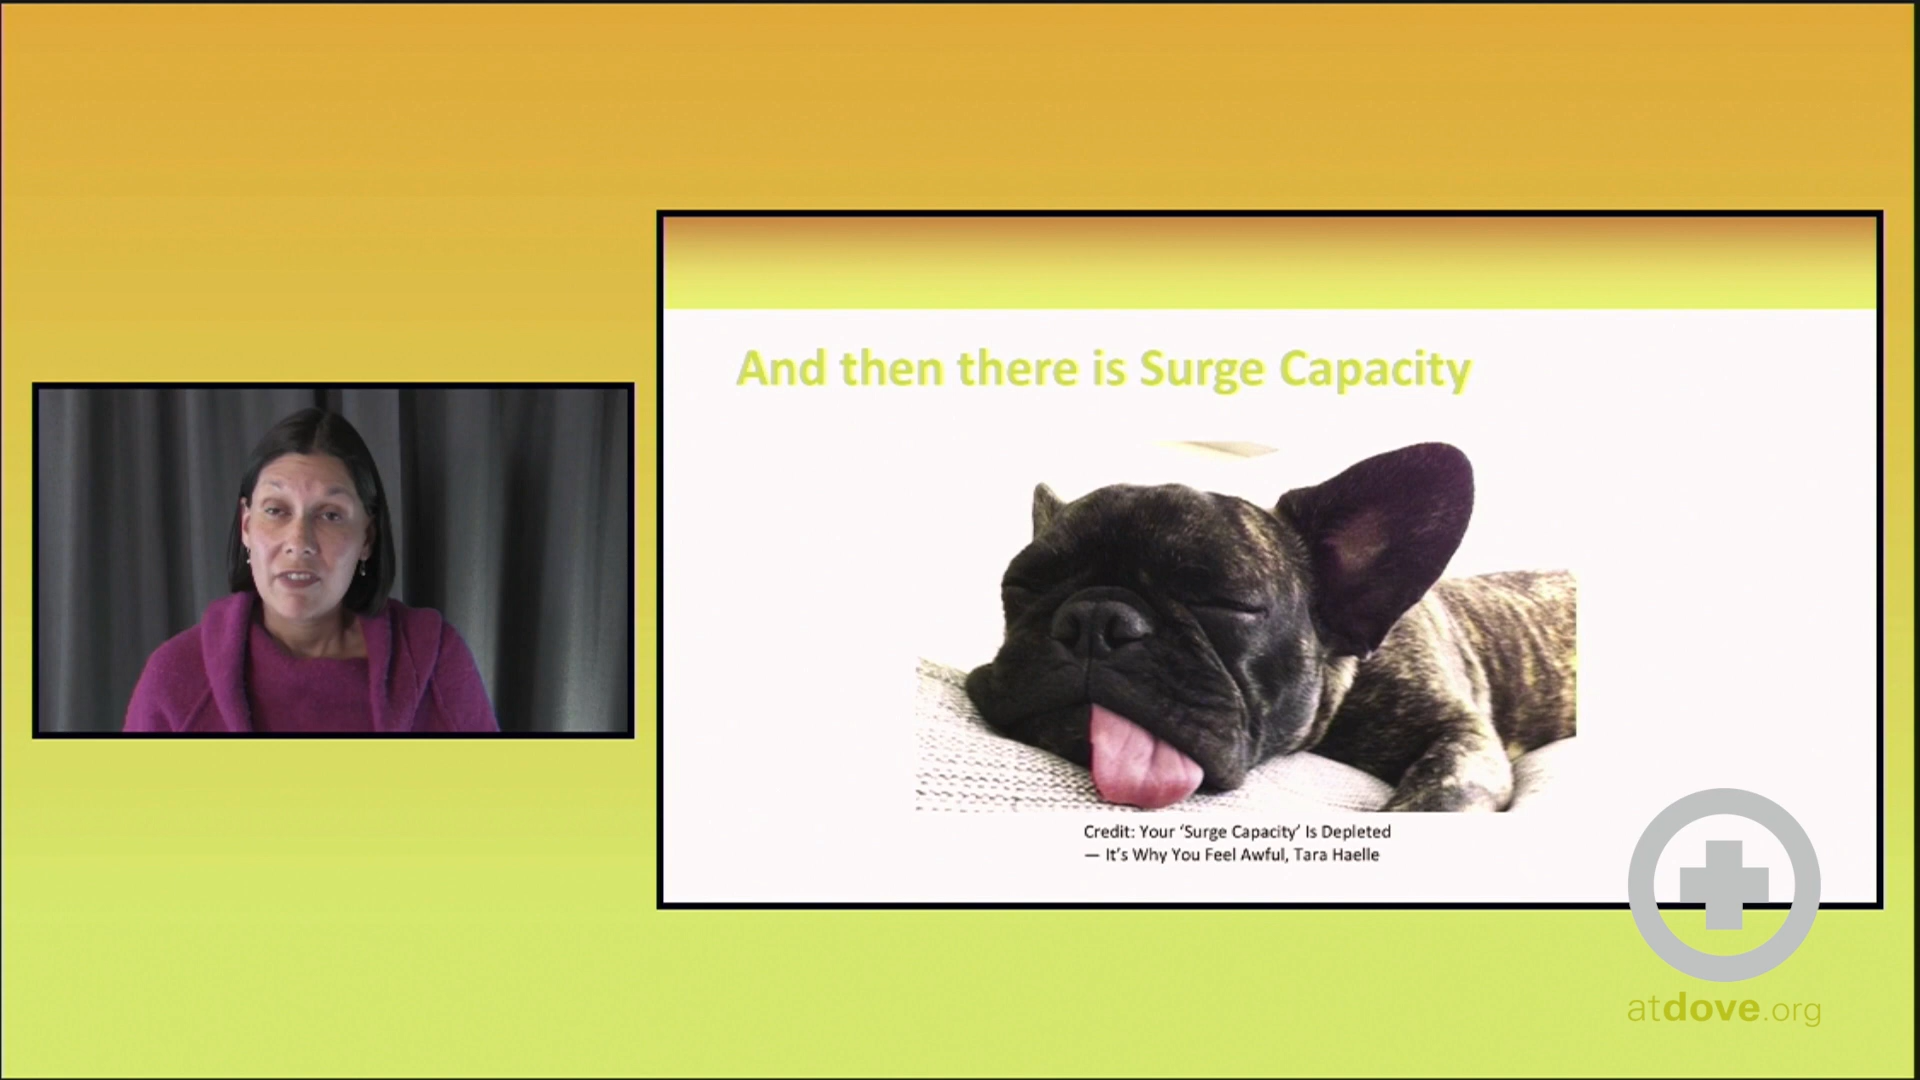 And then there is Surge Capacity
Credit: Your ‘Surge Capacity’ Is Depleted
— It’s Why You Feel Awful, Tara Haelle
atdove.org